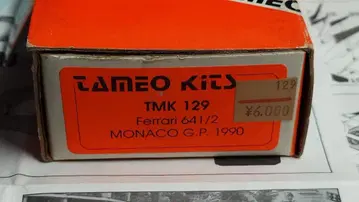 TAMEO KITS
TMK 129
Ferrari 641/2
MONACO G.P. 1990
129
¥6,000